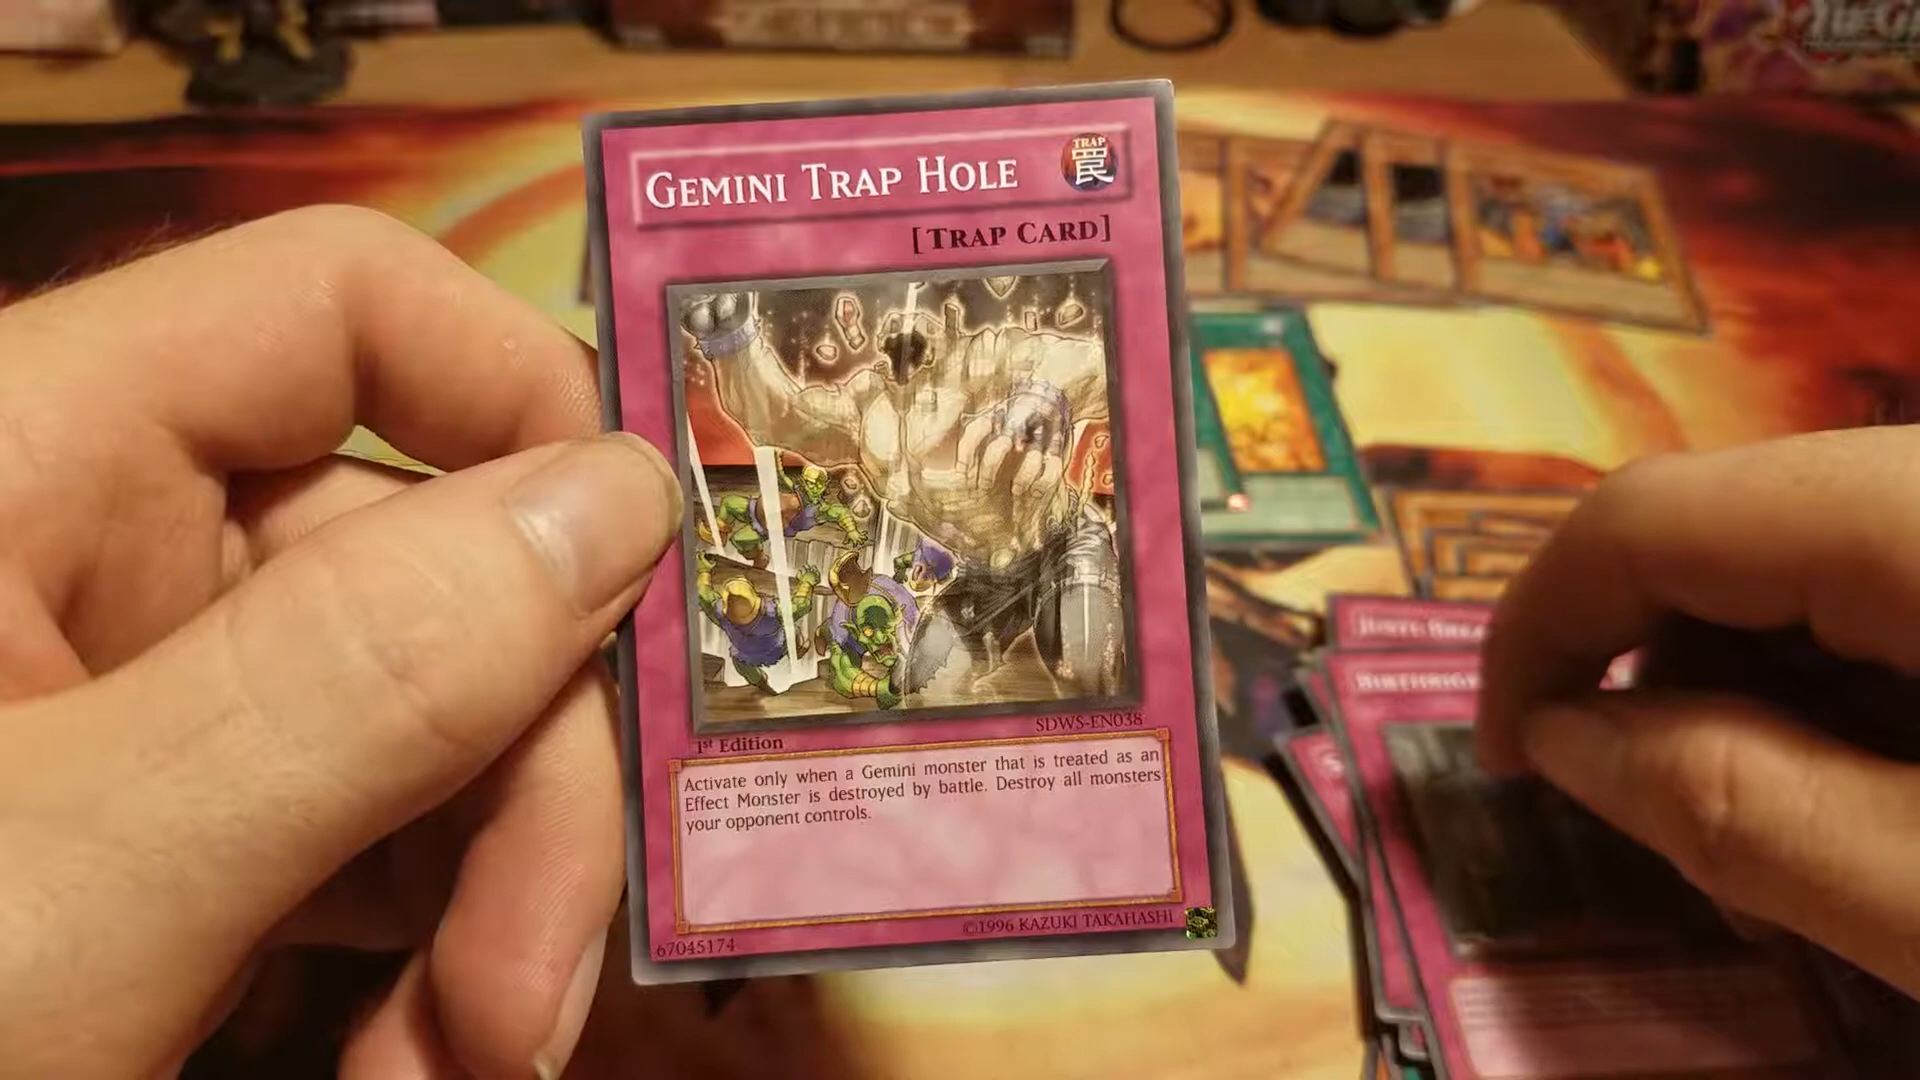 GEMINI TRAP HOLE
TRAP
罠
[TRAP CARD]
SDWS-EN038
1st Edition
Activate only when a Gemini monster that is treated as an
Effect Monster is destroyed by battle. Destroy all monsters
your opponent controls.
67045174
©1996 KAZUKI TAKAHASHI